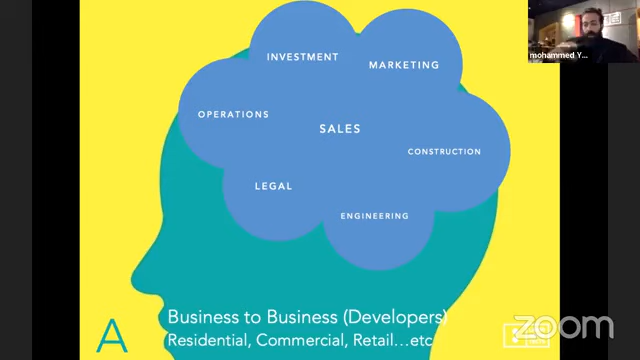 mohammed Y...
INVESTMENT
MARKETING
OPERATIONS
SALES
CONSTRUCTION
LEGAL
ENGINEERING
A
Business to Business (Developers)
Residential, Commercial, Retail...etc
zoom